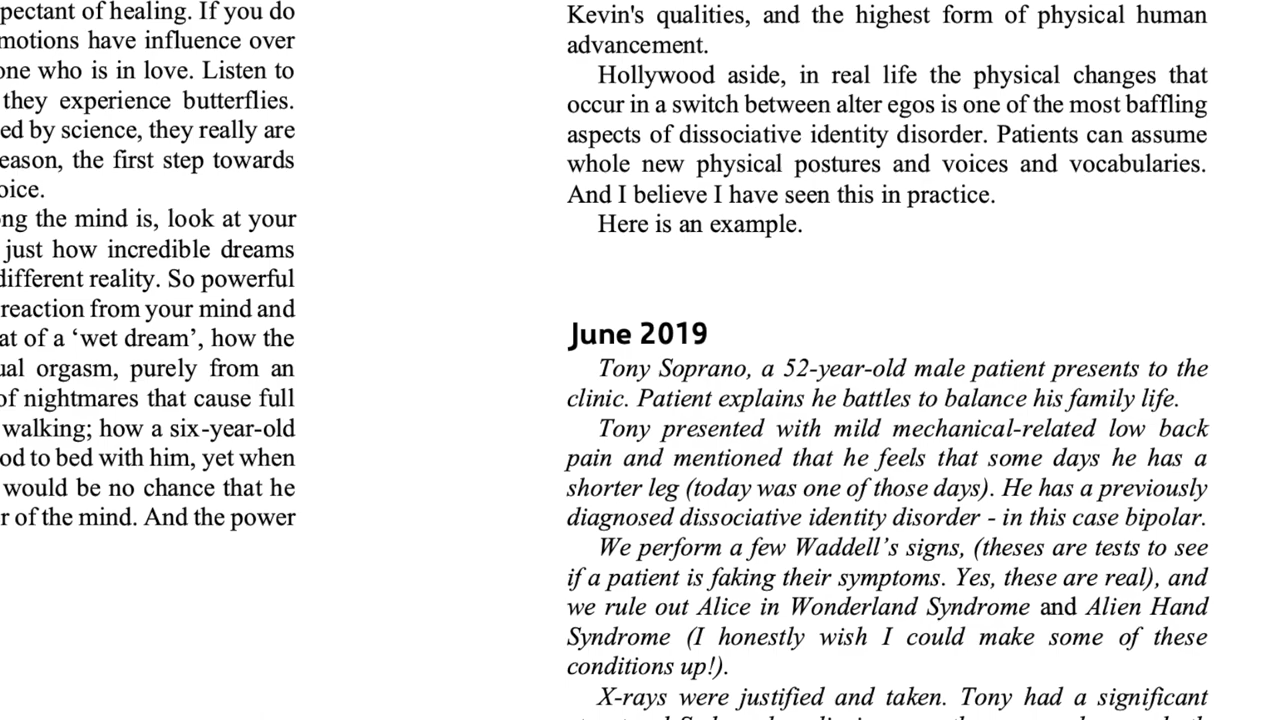 pectant of healing. If you do
motions have influence over
one who is in love. Listen to
they experience butterflies.
ed by science, they really are
eason, the first step towards
oice.
ng the mind is, look at your
just how incredible dreams
different reality. So powerful
reaction from your mind and
at of a ‘wet dream’, how the
ual orgasm, purely from an
of nightmares that cause full
walking; how a six-year-old
od to bed with him, yet when
would be no chance that he
r of the mind. And the power
Kevin's qualities, and the highest form of physical human
advancement.
Hollywood aside, in real life the physical changes that
occur in a switch between alter egos is one of the most baffling
aspects of dissociative identity disorder. Patients can assume
whole new physical postures and voices and vocabularies.
And I believe I have seen this in practice.
Here is an example.
June 2019
Tony Soprano, a 52-year-old male patient presents to the
clinic. Patient explains he battles to balance his family life.
Tony presented with mild mechanical-related low back
pain and mentioned that he feels that some days he has a
shorter leg (today was one of those days). He has a previously
diagnosed dissociative identity disorder - in this case bipolar.
We perform a few Waddell’s signs, (theses are tests to see
if a patient is faking their symptoms. Yes, these are real), and
we rule out Alice in Wonderland Syndrome and Alien Hand
Syndrome (I honestly wish I could make some of these
conditions up!).
X-rays were justified and taken. Tony had a significant